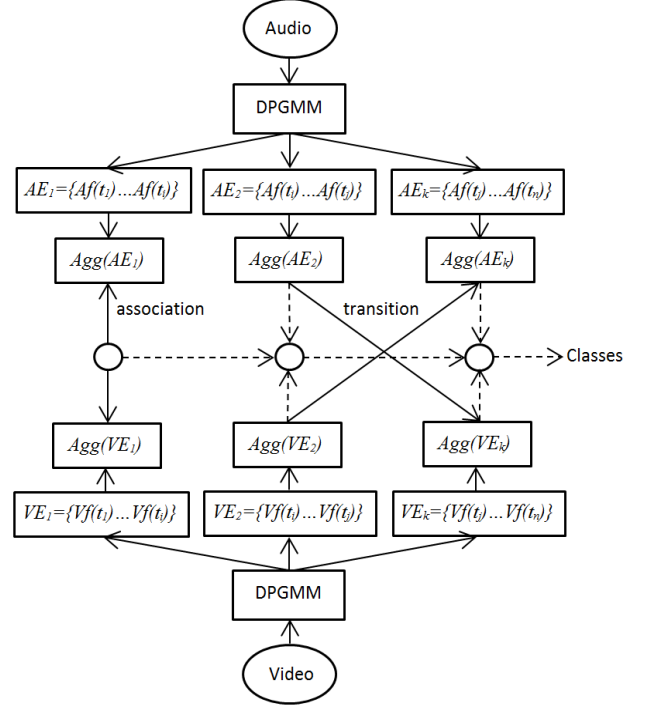 Audio
DPGMM
AE₁={Af(t₁)...Af(tᵢ)} AE₂={Af(tᵢ)...Af(tⱼ)} AEₖ={Af(tⱼ)...Af(tₙ)}
Agg(AE₁) Agg(AE₂) Agg(AEₖ)
association transition
Classes
Agg(VE₁) Agg(VE₂) Agg(VEₖ)
VE₁={Vf(t₁)...Vf(tᵢ)} VE₂={Vf(tᵢ)...Vf(tⱼ)} VEₖ={Vf(tⱼ)...Vf(tₙ)}
DPGMM
Video